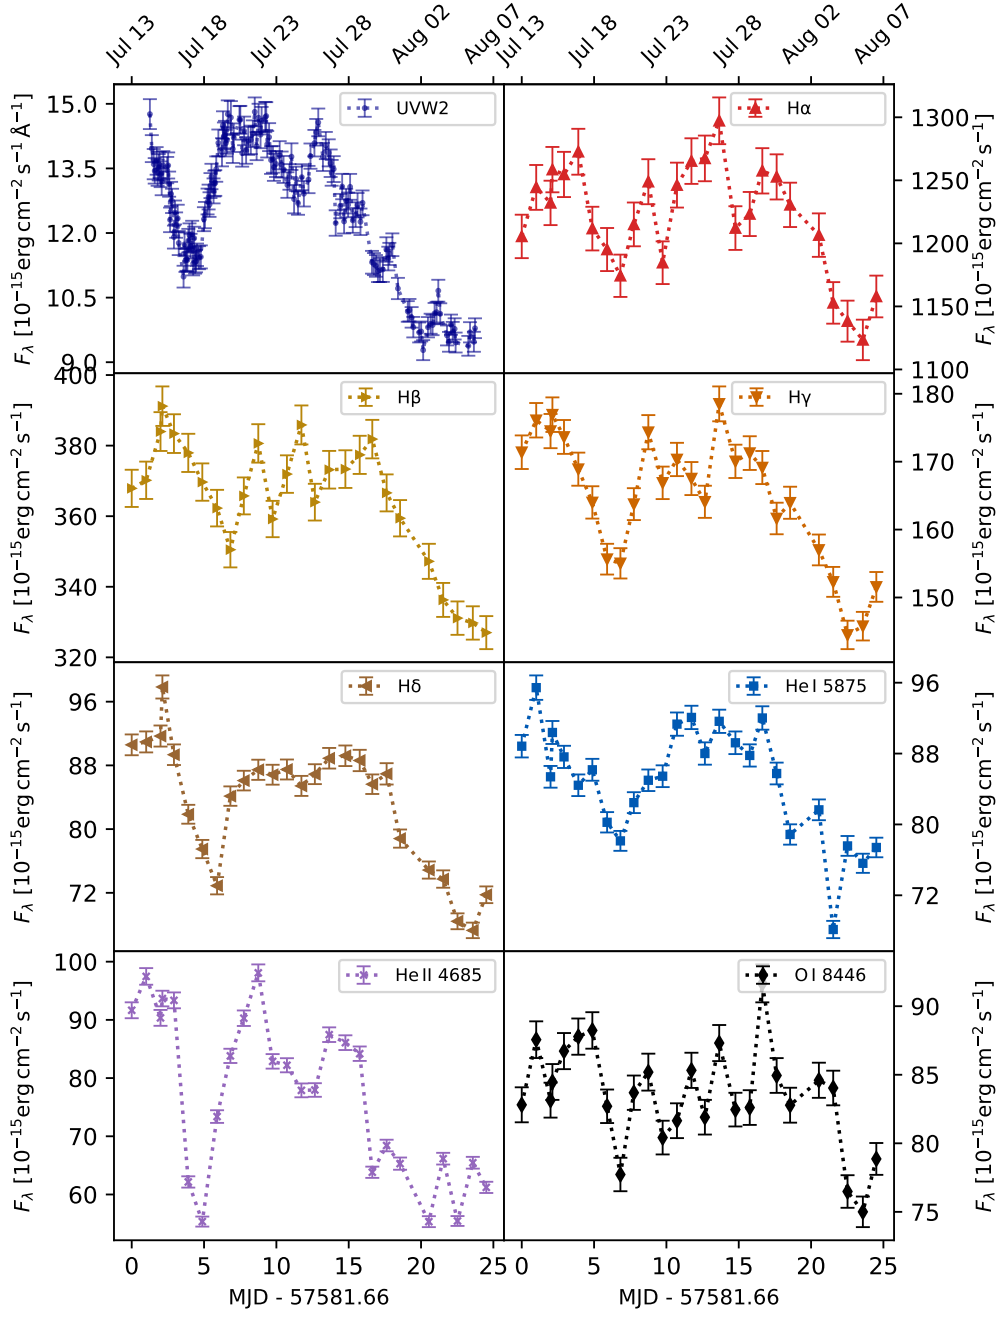 Jul 13 Jul 18 Jul 23 Jul 28 Aug 02 Aug 07 Jul 13 Jul 18 Jul 23 Jul 28 Aug 02 Aug 07
UVW2
15.0
13.5
12.0
10.5
9.0
Fλ [10⁻¹⁵erg cm⁻² s⁻¹ Å⁻¹]
Hα
1300
1250
1200
1150
1100
Fλ [10⁻¹⁵erg cm⁻² s⁻¹]
Hβ
400
380
360
340
320
Fλ [10⁻¹⁵erg cm⁻² s⁻¹]
Hγ
180
170
160
150
Fλ [10⁻¹⁵erg cm⁻² s⁻¹]
Hδ
96
88
80
72
Fλ [10⁻¹⁵erg cm⁻² s⁻¹]
He I 5875
96
88
80
72
Fλ [10⁻¹⁵erg cm⁻² s⁻¹]
He II 4685
100
90
80
70
60
Fλ [10⁻¹⁵erg cm⁻² s⁻¹]
O I 8446
90
85
80
75
Fλ [10⁻¹⁵erg cm⁻² s⁻¹]
0 5 10 15 20 25 0 5 10 15 20 25
MJD - 57581.66 MJD - 57581.66